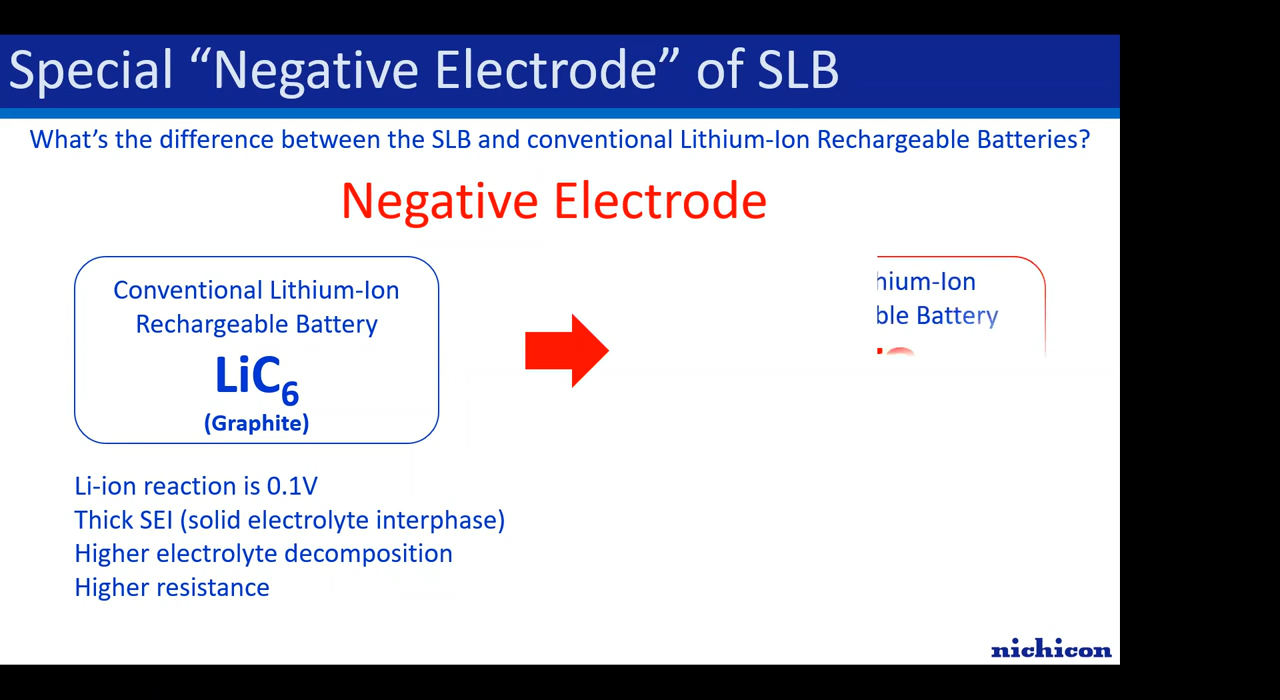 Special “Negative Electrode” of SLB
What’s the difference between the SLB and conventional Lithium-Ion Rechargeable Batteries?
Negative Electrode
Conventional Lithium-Ion
Rechargeable Battery
LiC6
(Graphite)
hium-Ion
ble Battery
Li-ion reaction is 0.1V
Thick SEI (solid electrolyte interphase)
Higher electrolyte decomposition
Higher resistance
nichicon